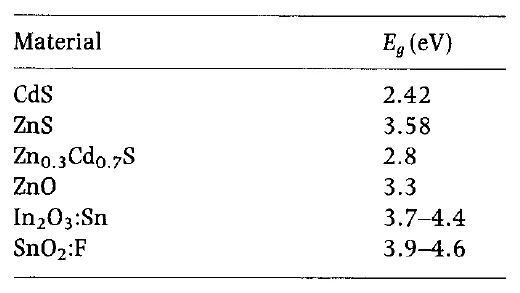 Material E_g (eV)
CdS 2.42
ZnS 3.58
Zn₀.₃Cd₀.₇S 2.8
ZnO 3.3
In₂O₃:Sn 3.7–4.4
SnO₂:F 3.9–4.6